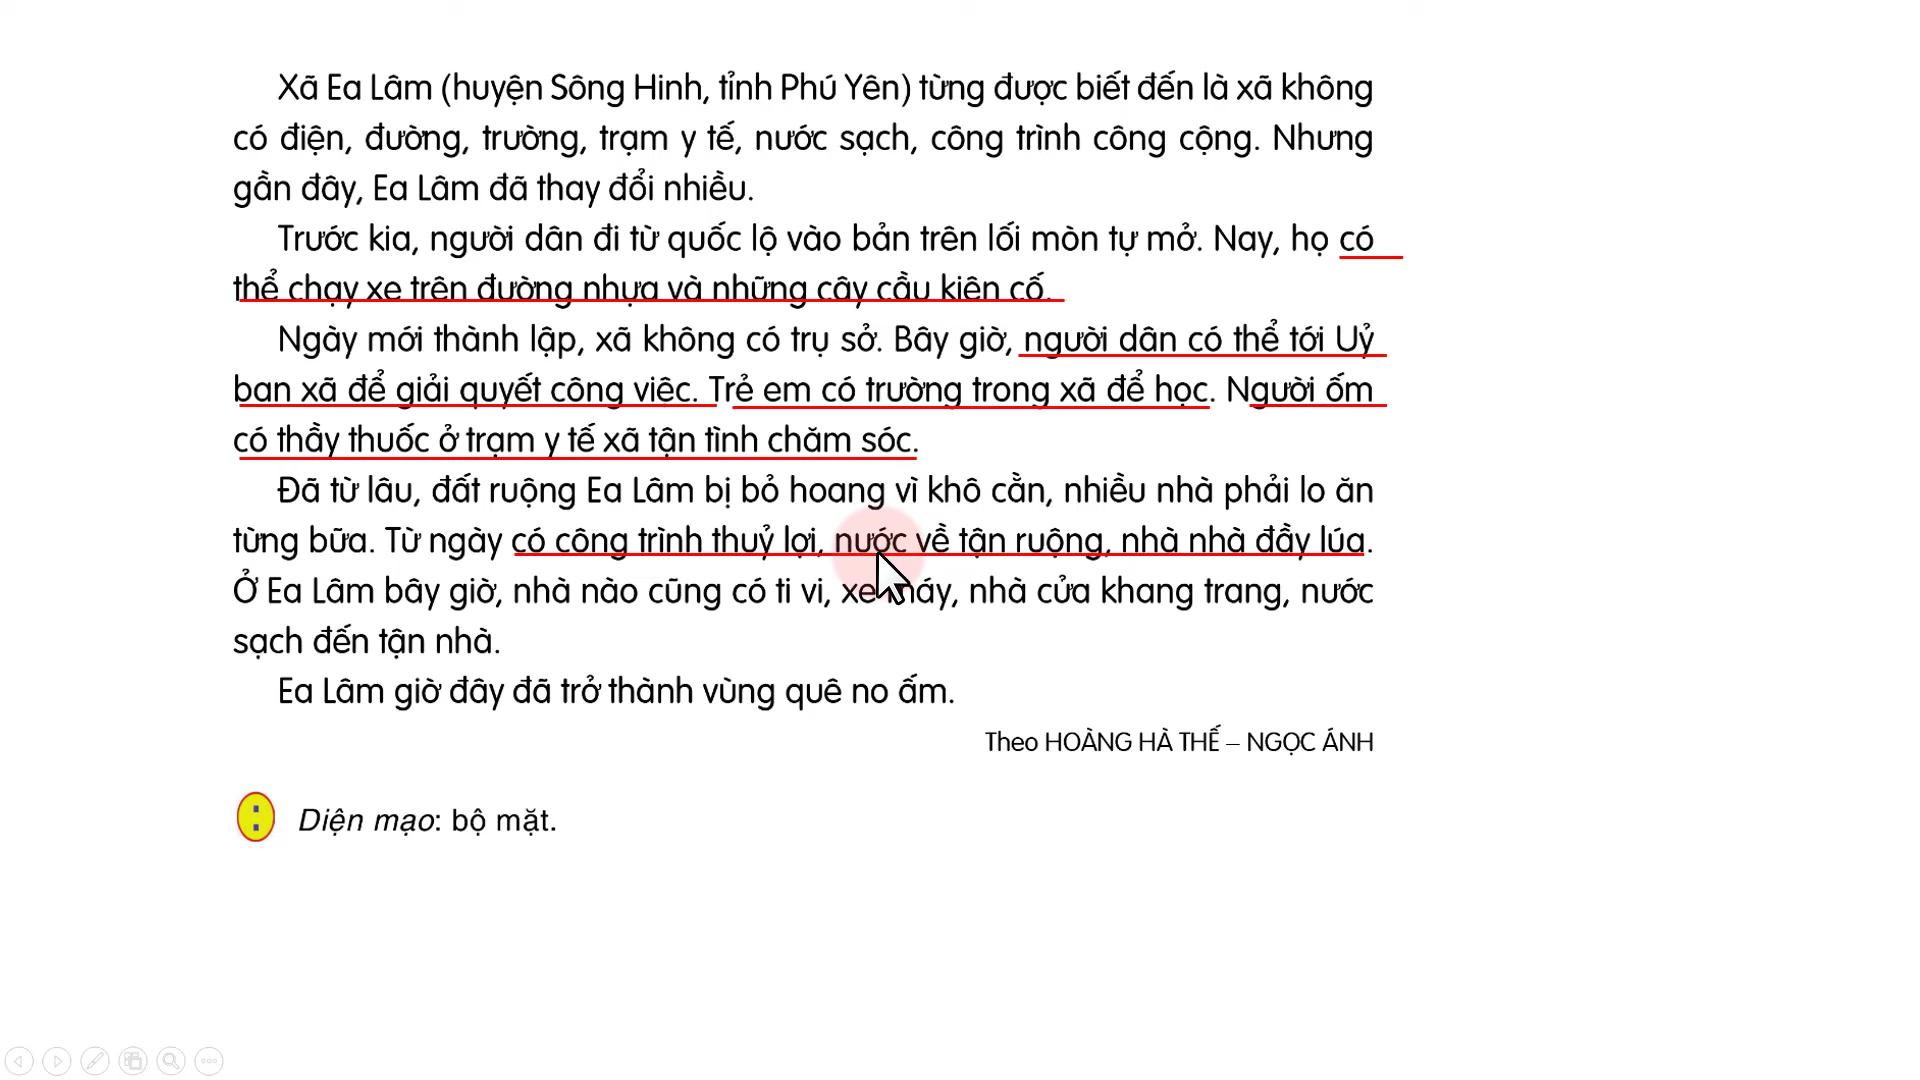 Xã Ea Lâm (huyện Sông Hinh, tỉnh Phú Yên) từng được biết đến là xã không
có điện, đường, trường, trạm y tế, nước sạch, công trình công cộng. Nhưng
gần đây, Ea Lâm đã thay đổi nhiều.
Trước kia, người dân đi từ quốc lộ vào bản trên lối mòn tự mở. Nay, họ có
thể chạy xe trên đường nhựa và những cây cầu kiên cố.
Ngày mới thành lập, xã không có trụ sở. Bây giờ, người dân có thể tới Uỷ
ban xã để giải quyết công việc. Trẻ em có trường trong xã để học. Người ốm
có thầy thuốc ở trạm y tế xã tận tình chăm sóc.
Đã từ lâu, đất ruộng Ea Lâm bị bỏ hoang vì khô cằn, nhiều nhà phải lo ăn
từng bữa. Từ ngày có công trình thuỷ lợi, nước về tận ruộng, nhà nhà đầy lúa.
Ở Ea Lâm bây giờ, nhà nào cũng có ti vi, xe máy, nhà cửa khang trang, nước
sạch đến tận nhà.
Ea Lâm giờ đây đã trở thành vùng quê no ấm.
Theo HOÀNG HÀ THẾ – NGỌC ÁNH
: Diện mạo: bộ mặt.